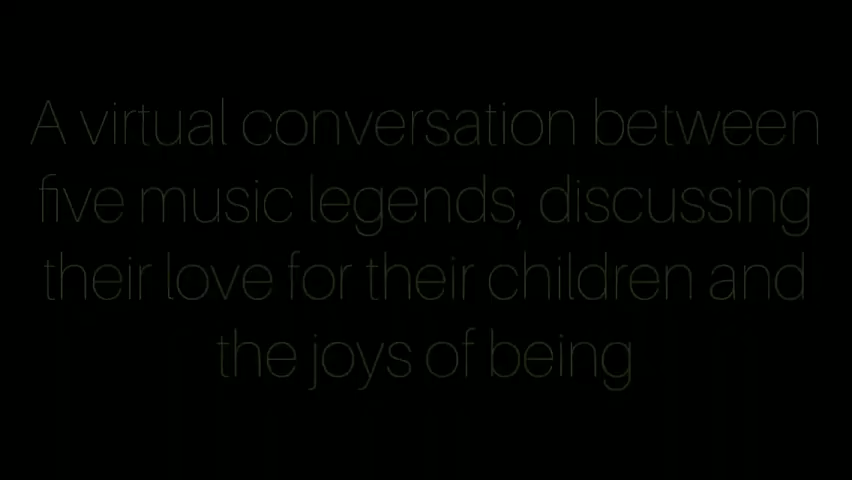 A virtual conversation between
five music legends, discussing
their love for their children and
the joys of being